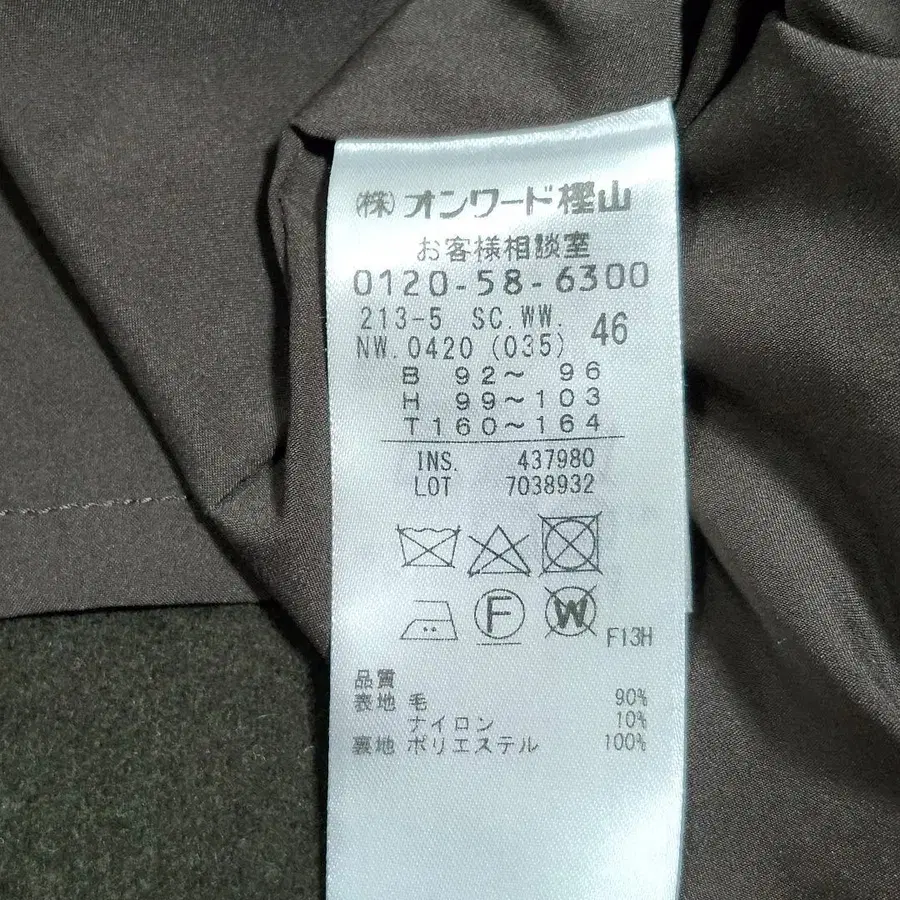 ㈱オンワード樫山
お客様相談室
0120-58-6300
213-5 SC.WW. 46
NW.0420 (035)
B 92～ 96
H 99～103
T160～164
INS. 437980
LOT 7038932
F W F13H
品質
表地 毛 90%
ナイロン 10%
裏地 ポリエステル 100%